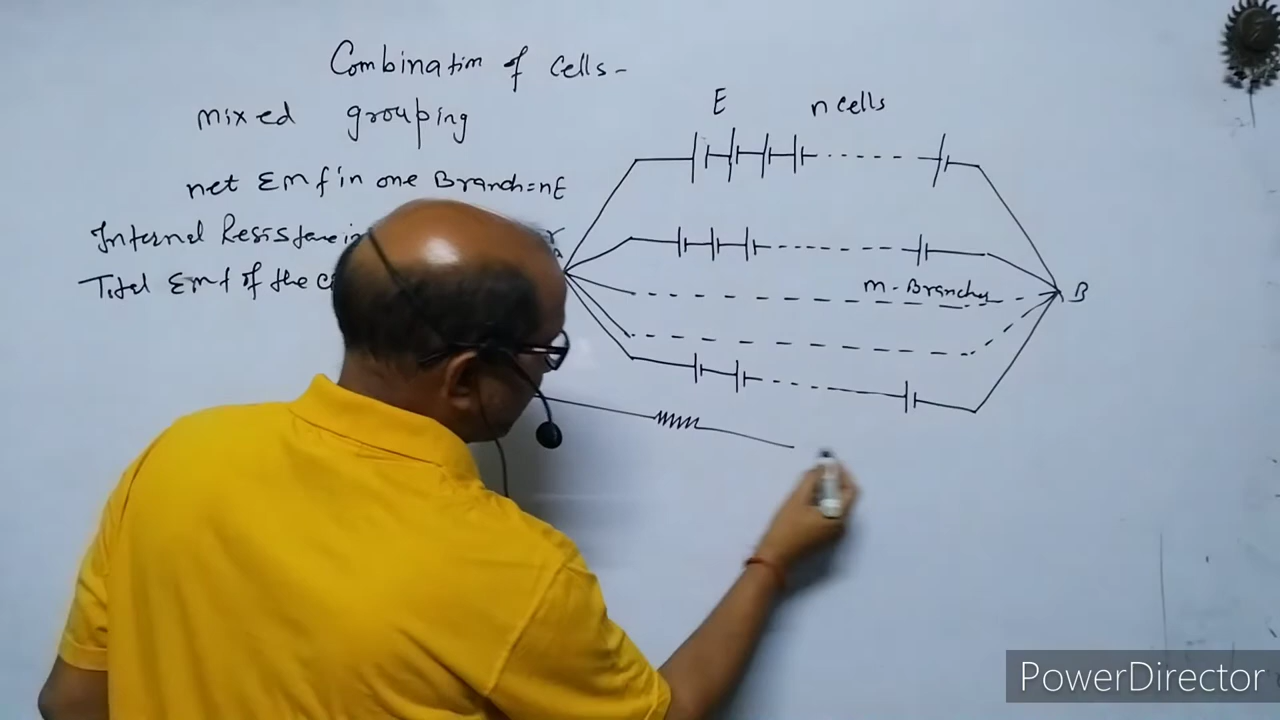 Combination of Cells-
mixed grouping
net Emf in one Branch=nE
Internal Resistance in r
Total Emf of the
E n cells
A
m-Branchs
B
PowerDirector